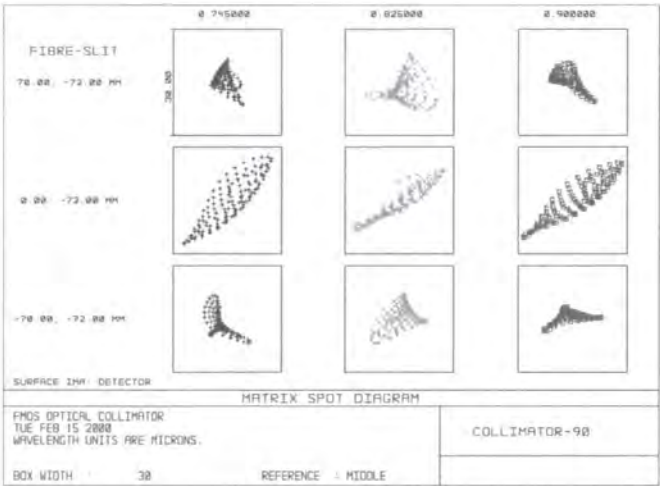 0.745000 0.826000 0.900000
FIBRE-SLIT
70.00, -72.00 MM
30.00
0.00, -72.00 MM
-70.00, -72.00 MM
SURFACE IMA: DETECTOR
MATRIX SPOT DIAGRAM
FMOS OPTICAL COLLIMATOR
TUE FEB 15 2000
WAVELENGTH UNITS ARE MICRONS.
COLLIMATOR-90
BOX WIDTH : 30 REFERENCE : MIDDLE